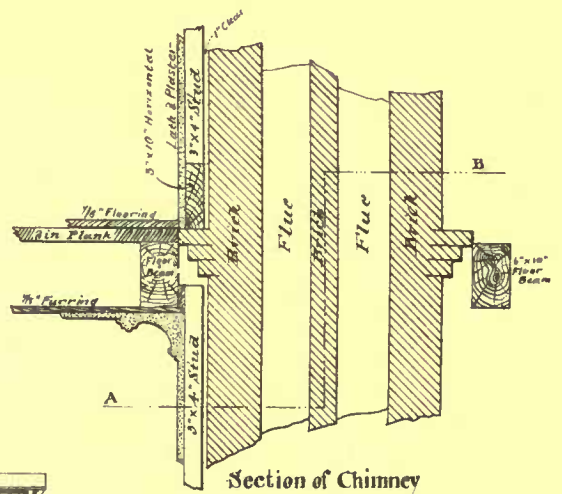 1" Clear
3"x10" Horizontal
Lath & Plaster
3"x4" Stud
7/8" Flooring
3 in Plank
Floor
Beam
7/8" Furring
3"x4" Stud
Brick
Flue
Brick
Flue
Brick
B
6"x10"
Floor
Beam
A
Section of Chimney